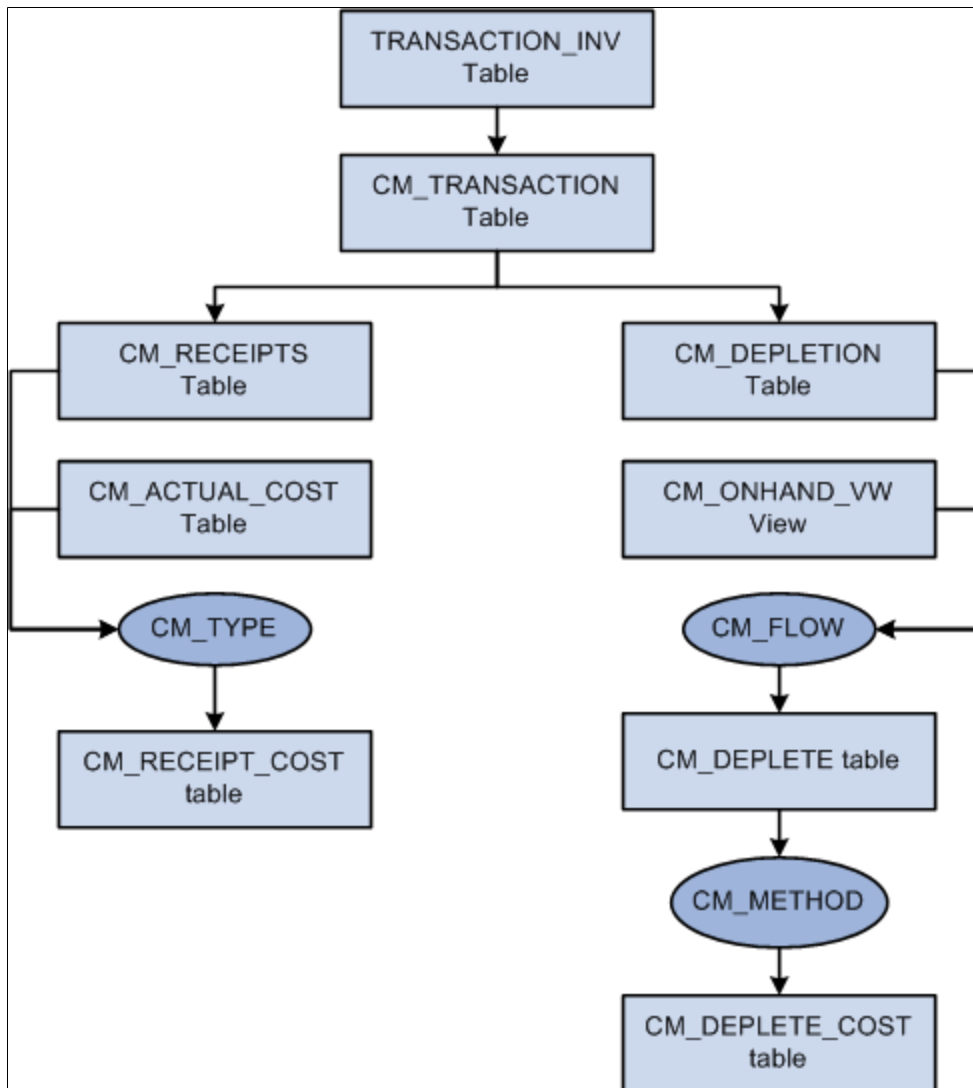 TRANSACTION_INV
Table
CM_TRANSACTION
Table
CM_RECEIPTS
Table
CM_DEPLETION
Table
CM_ACTUAL_COST
Table
CM_ONHAND_VW
View
CM_TYPE
CM_FLOW
CM_RECEIPT_COST
table
CM_DEPLETE table
CM_METHOD
CM_DEPLETE_COST
table